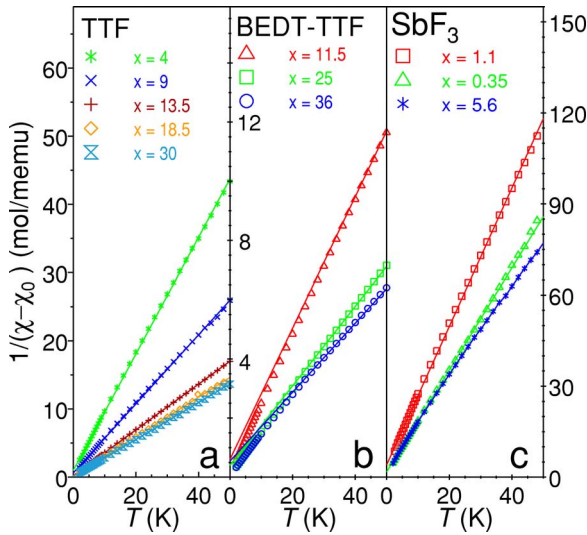 TTF
x = 4
x = 9
x = 13.5
x = 18.5
x = 30
BEDT-TTF
x = 11.5
x = 25
x = 36
SbF₃
x = 1.1
x = 0.35
x = 5.6
1/(χ-χ₀) (mol/memu)
60
50
40
30
20
10
0
12
8
4
150
120
90
60
30
0
a
b
c
0 20 40 0 20 40 0 20 40
T (K) T (K) T (K)